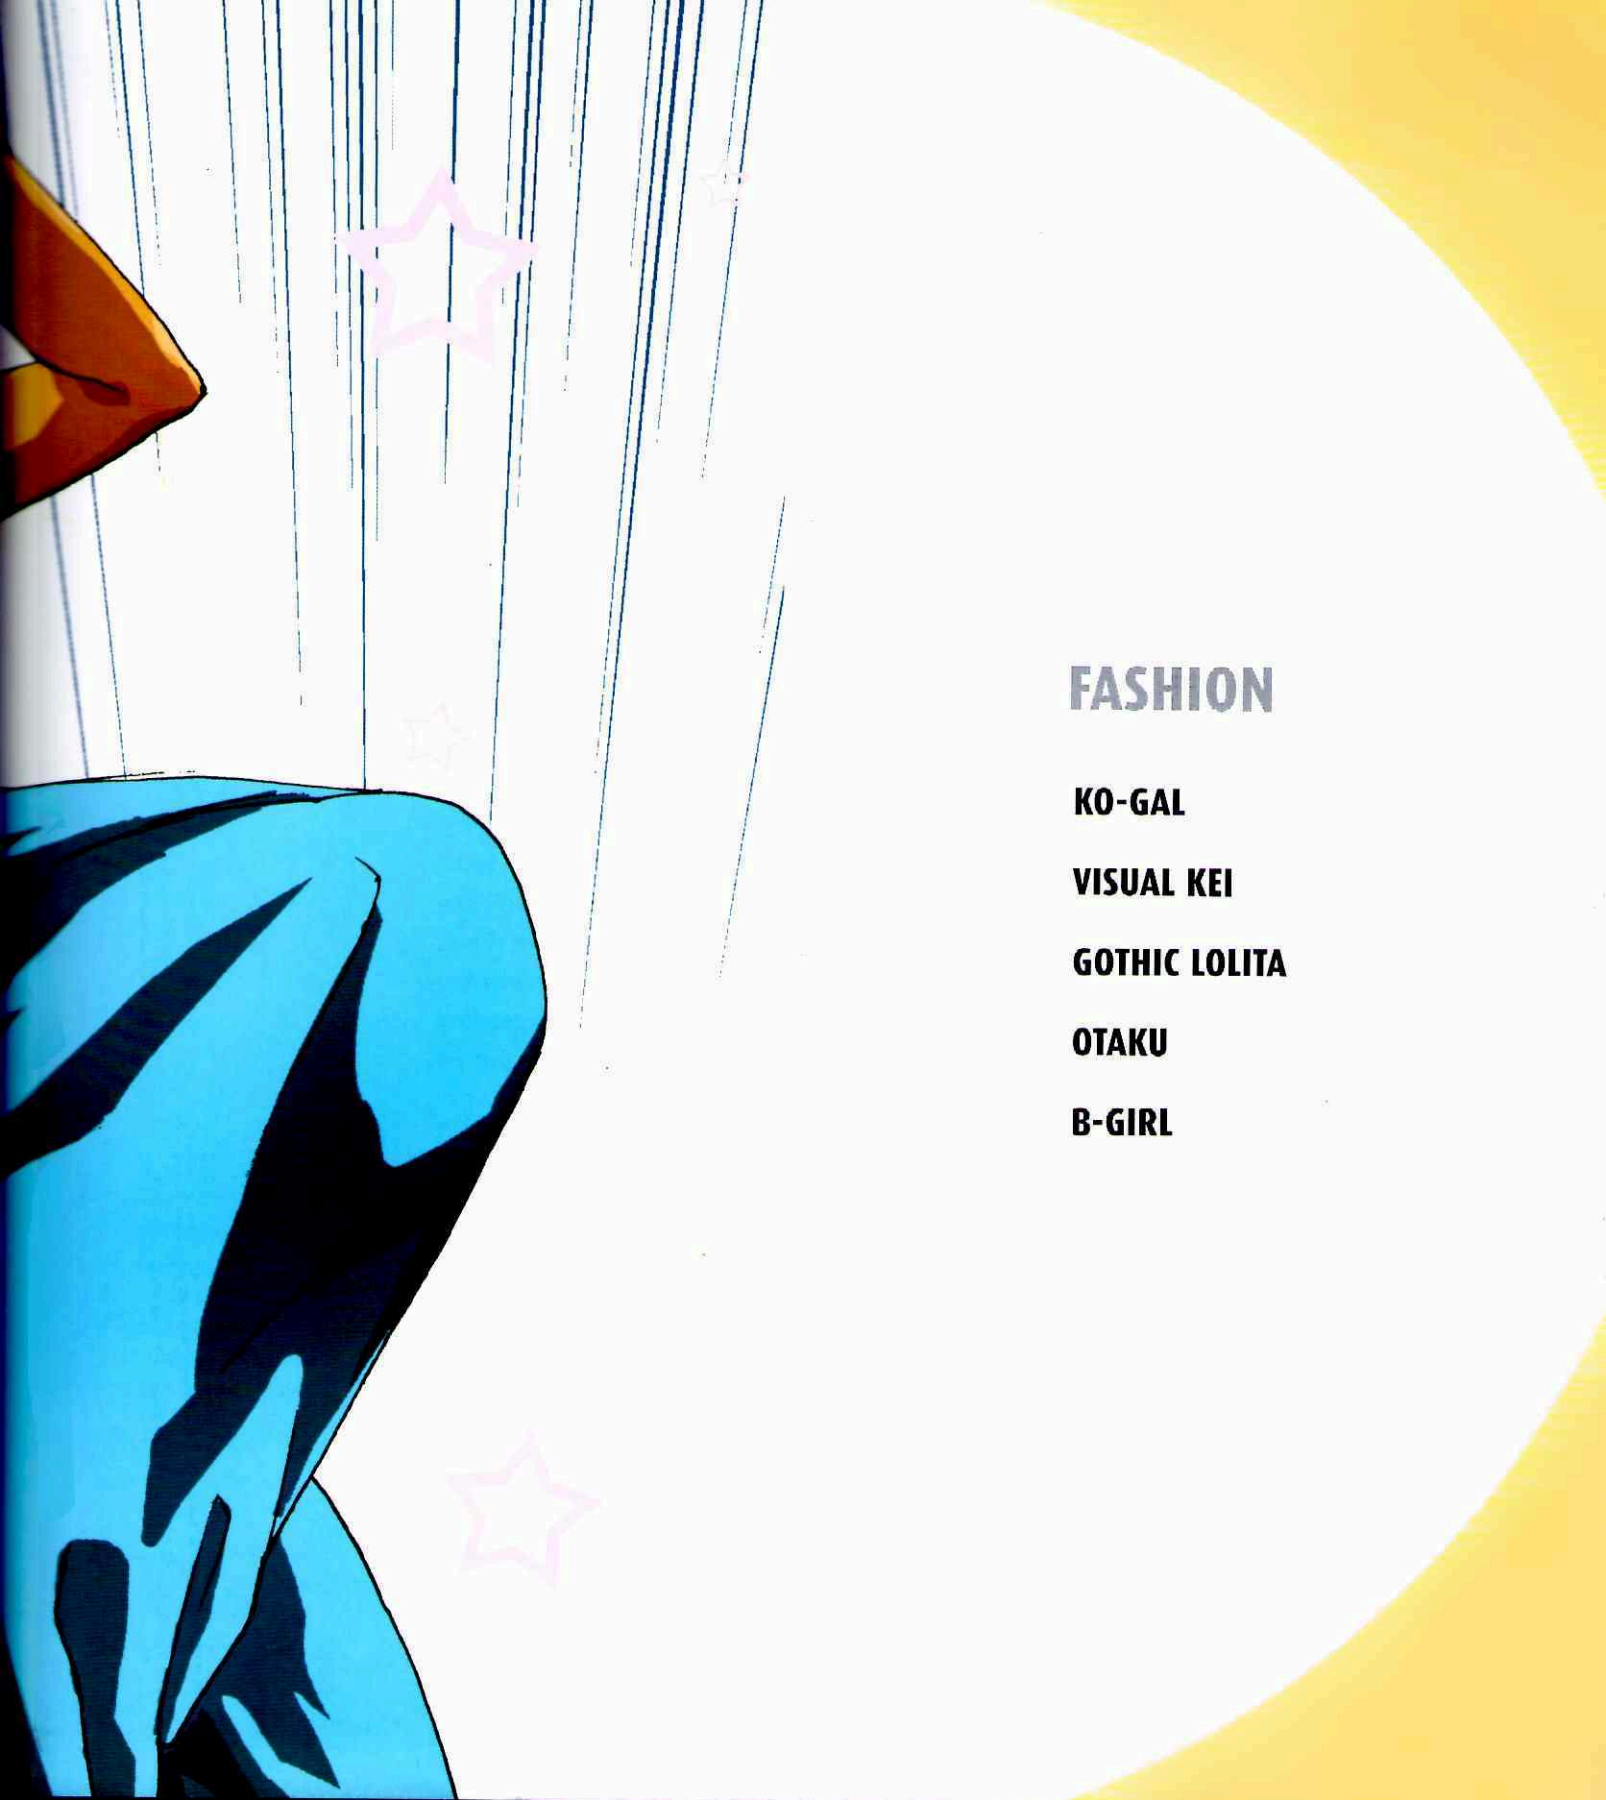 FASHION
KO-GAL
VISUAL KEI
GOTHIC LOLITA
OTAKU
B-GIRL